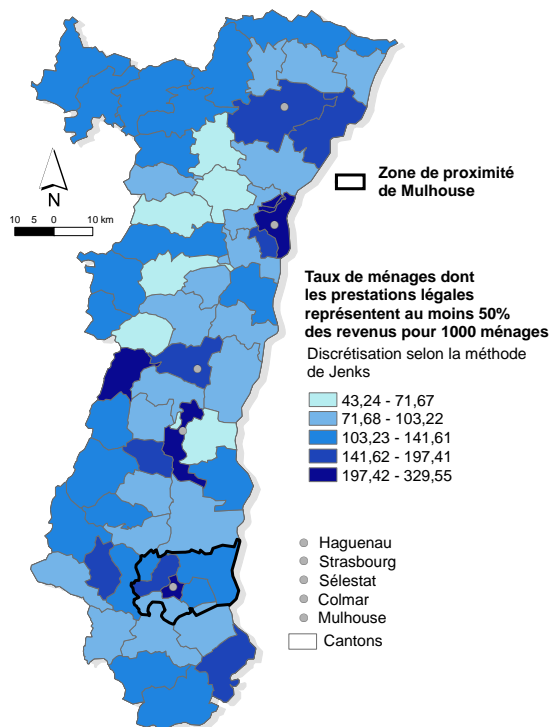 Zone de proximité
de Mulhouse
N
10 5 0 10 km
Taux de ménages dont
les prestations légales
représentent au moins 50%
des revenus pour 1000 ménages
Discrétisation selon la méthode
de Jenks
43,24 - 71,67
71,68 - 103,22
103,23 - 141,61
141,62 - 197,41
197,42 - 329,55
Haguenau
Strasbourg
Sélestat
Colmar
Mulhouse
Cantons